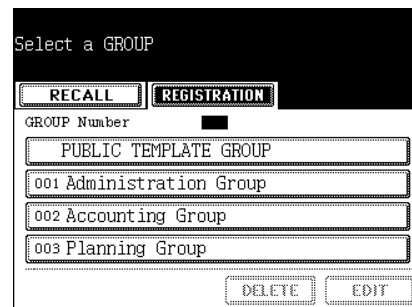 Select a GROUP
RECALL REGISTRATION
GROUP Number
PUBLIC TEMPLATE GROUP
001 Administration Group
002 Accounting Group
003 Planning Group
DELETE EDIT